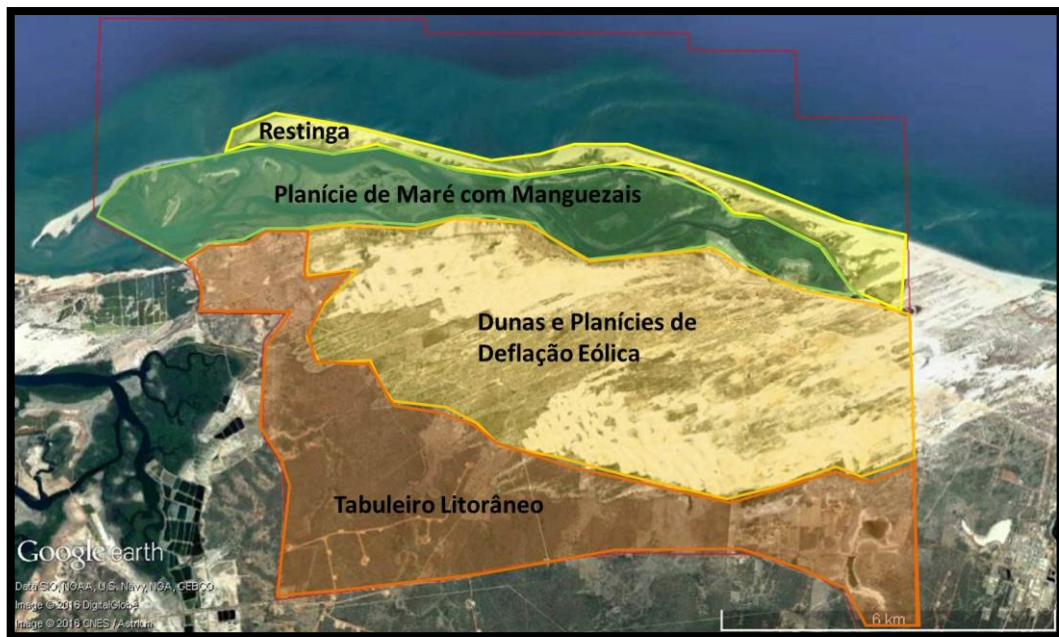 Restinga
Planície de Maré com Manguezais
Dunas e Planícies de
Deflação Eólica
Tabuleiro Litorâneo
Google earth
Data SIO, NOAA, U.S. Navy, NGA, GEBCO
Image © 2016 DigitalGlobe
Image © 2016 CNES / Astrium
6 km